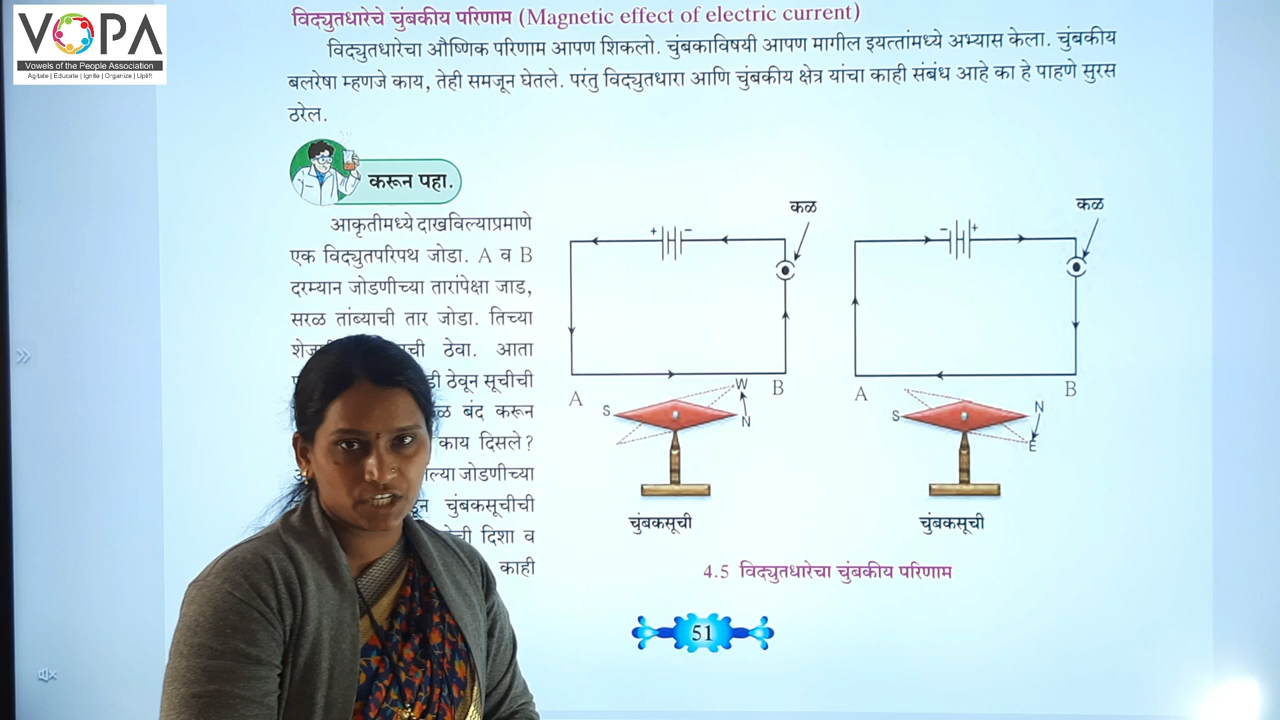 VOPA
Vowels of the People Association
Agitate | Educate | Ignite | Organize | Uplift
विद्युतधारेचे चुंबकीय परिणाम (Magnetic effect of electric current)
विद्युतधारेचा औष्णिक परिणाम आपण शिकलो. चुंबकाविषयी आपण मागील इयत्तांमध्ये अभ्यास केला. चुंबकीय
बलरेषा म्हणजे काय, तेही समजून घेतले. परंतु विद्युतधारा आणि चुंबकीय क्षेत्र यांचा काही संबंध आहे का हे पाहणे सुरस
ठरेल.
करून पहा.
आकृतीमध्ये दाखविल्याप्रमाणे
एक विद्युतपरिपथ जोडा. A व B
दरम्यान जोडणीच्या तारांपेक्षा जाड,
सरळ तांब्याची तार जोडा. तिच्या
ठेवा. आता
ठेवून सूचीची
बंद करून
काय दिसले?
जोडणीच्या
चुंबकसूचीची
दिशा व
काही
कळ
+
−
A
B
S
W
N
चुंबकसूची
कळ
−
+
A
B
S
N
E
चुंबकसूची
4.5 विद्युतधारेचा चुंबकीय परिणाम
51